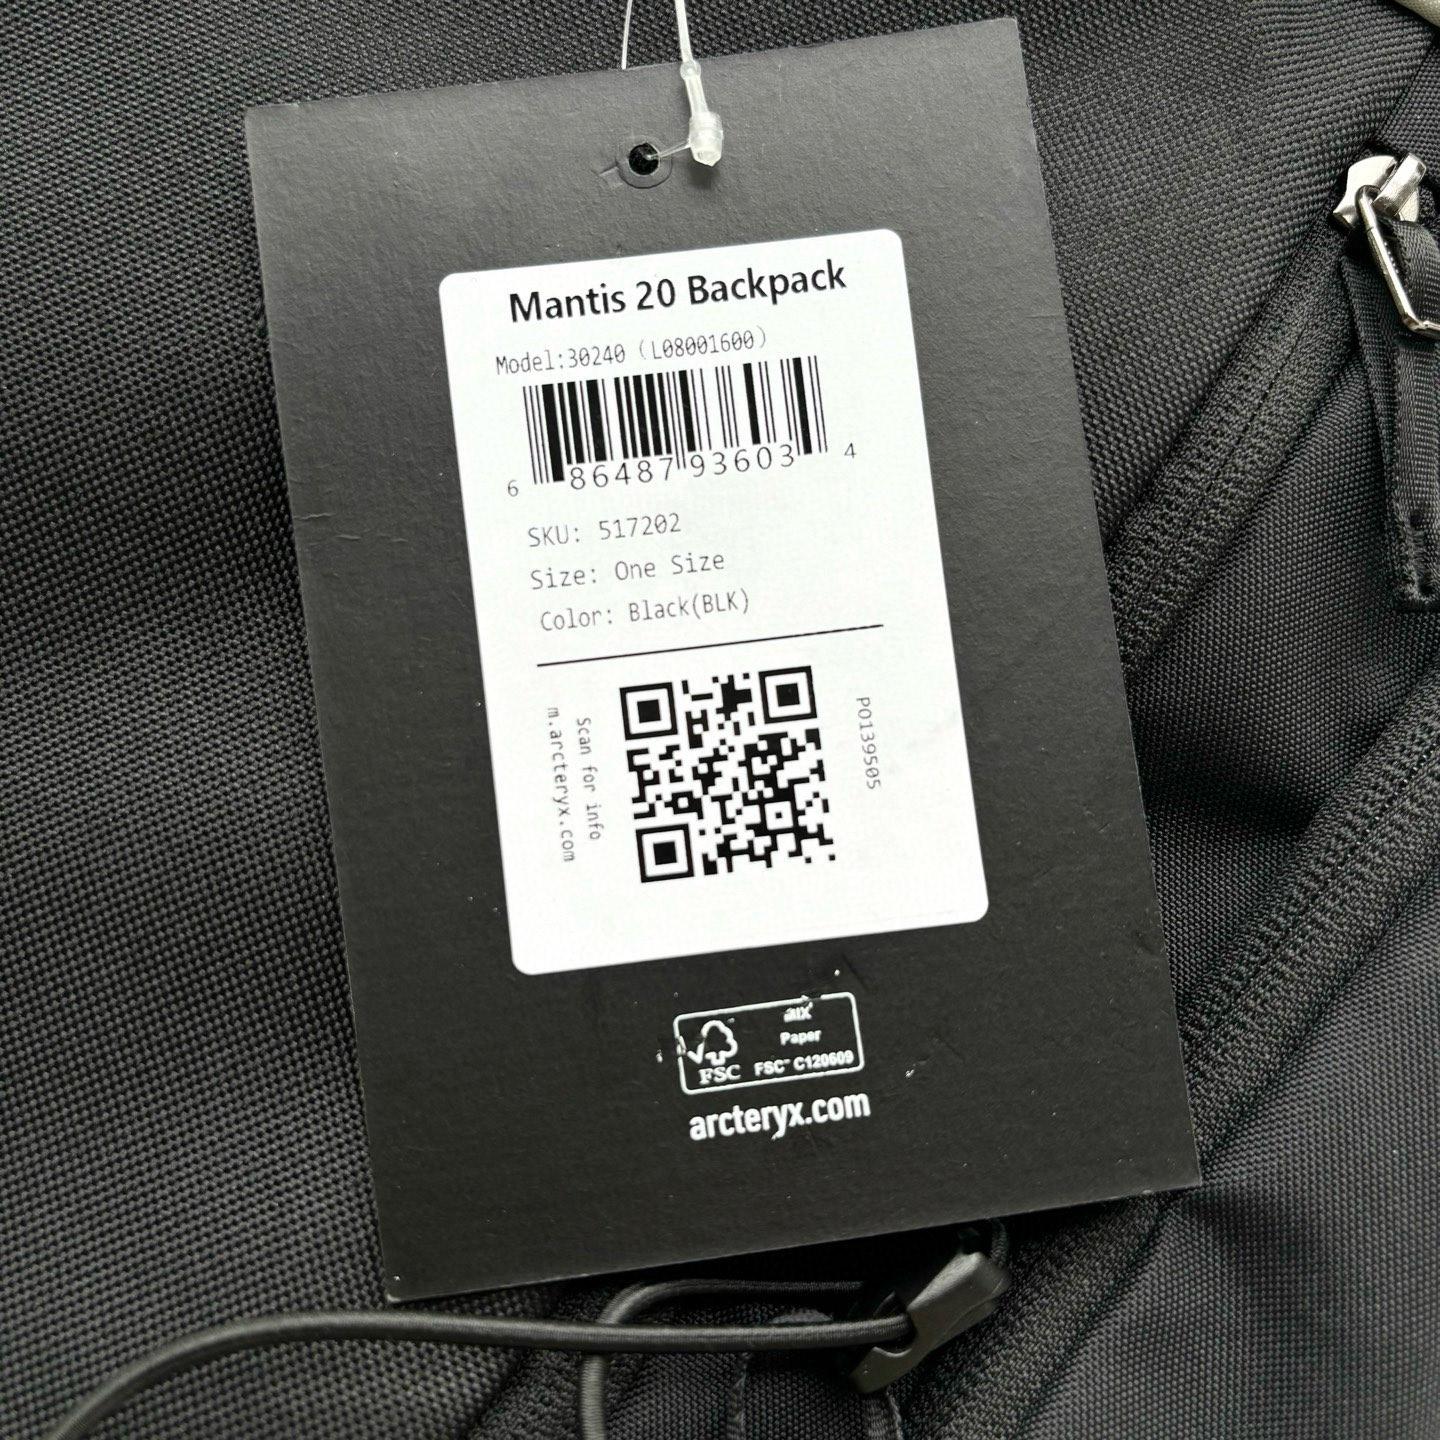 Mantis 20 Backpack
Model:30240 (L08001600)
6 86487 93603 4
SKU: 517202
Size: One Size
Color: Black(BLK)
Scan for info
m.arcteryx.com
PO139505
Paper
FSC
FSC™ C120609
arcteryx.com